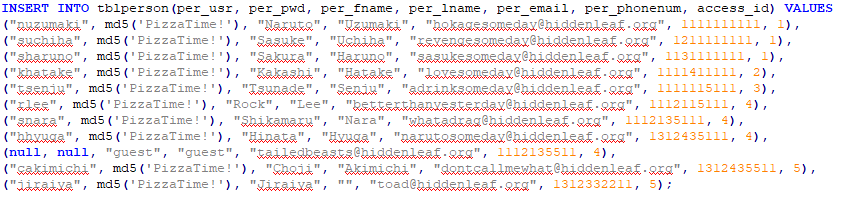 INSERT INTO tblperson(per_usr, per_pwd, per_fname, per_lname, per_email, per_phonenum, access_id) VALUES
("nuzumaki", md5('PizzaTime!'), "Naruto", "Uzumaki", "hokagesomeday@hiddenleaf.org", 1111111111, 1),
("suchiha", md5('PizzaTime!'), "Sasuke", "Uchiha", "revengesomeday@hiddenleaf.org", 1211111111, 1),
("sharuno", md5('PizzaTime!'), "Sakura", "Haruno", "sasukesomeday@hiddenleaf.org", 1131111111, 1),
("khatake", md5('PizzaTime!'), "Kakashi", "Hatake", "lovesomeday@hiddenleaf.org", 1111411111, 2),
("tsenju", md5('PizzaTime!'), "Tsunade", "Senju", "adrinksomeday@hiddenleaf.org", 1111115111, 3),
("rlee", md5('PizzaTime!'), "Rock", "Lee", "betterthanyesterday@hiddenleaf.org", 1112115111, 4),
("snara", md5('PizzaTime!'), "Shikamaru", "Nara", "whatadrag@hiddenleaf.org", 1112135111, 4),
("hhyuga", md5('PizzaTime!'), "Hinata", "Hyuga", "narutosomeday@hiddenleaf.org", 1312435111, 4),
(null, null, "guest", "guest", "tailedbeasts@hiddenleaf.org", 1112135511, 4),
("cakimichi", md5('PizzaTime!'), "Choji", "Akimichi", "dontcallmewhat@hiddenleaf.org", 1312435511, 5),
("jiraiya", md5('PizzaTime!'), "Jiraiya", "", "toad@hiddenleaf.org", 1312332211, 5);